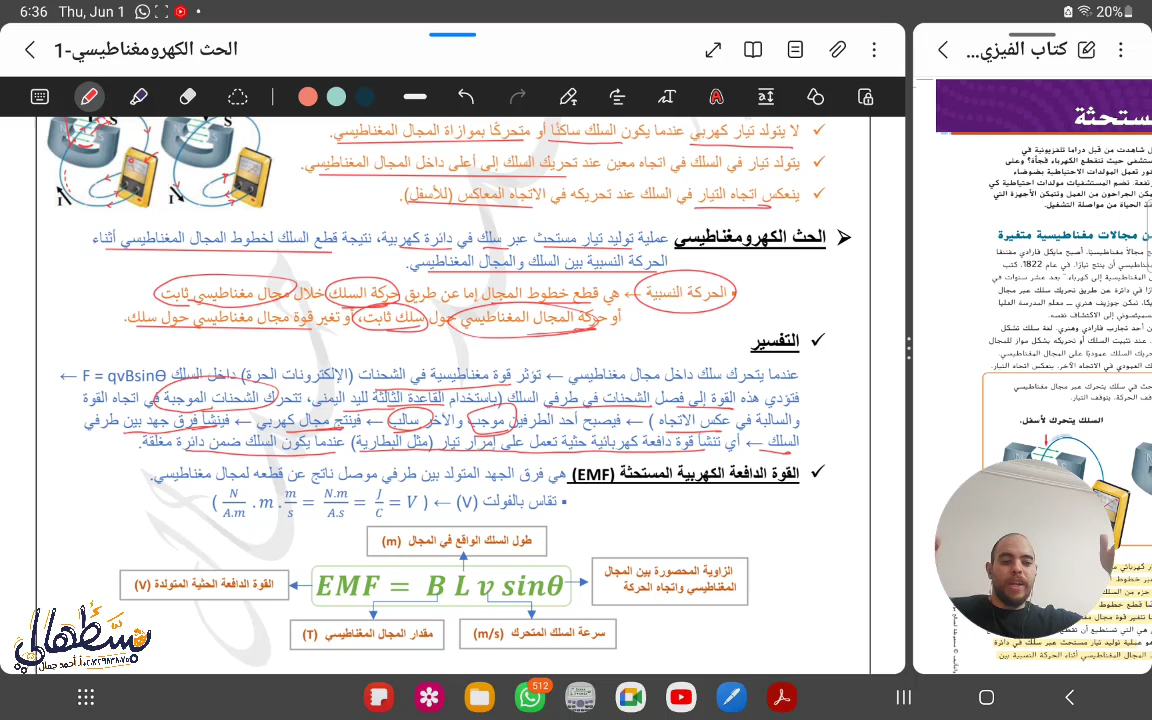 6:36 Thu, Jun 1
20%
الحث الكهرومغناطيسي-1
كتاب الفيزي...
لا يتولد تيار كهربي عندما يكون السلك ساكنًا أو متحركًا بموازاة المجال المغناطيسي.
يتولد تيار في السلك في اتجاه معين عند تحريك السلك إلى أعلى داخل المجال المغناطيسي.
ينعكس اتجاه التيار في السلك عند تحريكه في الاتجاه المعاكس (للأسفل).
الحث الكهرومغناطيسي عملية توليد تيار مستحث عبر سلك في دائرة كهربية، نتيجة قطع السلك لخطوط المجال المغناطيسي أثناء
الحركة النسبية بين السلك والمجال المغناطيسي.
الحركة النسبية ← هي قطع خطوط المجال إما عن طريق حركة السلك خلال مجال مغناطيسي ثابت
أو حركة المجال المغناطيسي حول سلك ثابت، أو تغير قوة مجال مغناطيسي حول سلك.
التفسير
عندما يتحرك سلك داخل مجال مغناطيسي ← تؤثر قوة مغناطيسية في الشحنات (الإلكترونات الحرة) داخل السلك F = qvBsinΘ ←
فتؤدي هذه القوة إلى فصل الشحنات في طرفي السلك (باستخدام القاعدة الثالثة لليد اليمنى، تتحرك الشحنات الموجبة في اتجاه القوة
والسالبة في عكس الاتجاه ) ← فيصبح أحد الطرفين موجب والآخر سالب ← فينتج مجال كهربي ← فينشأ فرق جهد بين طرفي
السلك ← أي تنشأ قوة دافعة كهربائية حثية تعمل على إمرار تيار (مثل البطارية) عندما يكون السلك ضمن دائرة مغلقة.
القوة الدافعة الكهربية المستحثة (EMF) هي فرق الجهد المتولد بين طرفي موصل ناتج عن قطعه لمجال مغناطيسي.
▪ تقاس بالفولت (V) ← ( N/A.m . m . m/s = N.m/A.s = J/C = V )
طول السلك الواقع في المجال (m)
الزاوية المحصورة بين المجال
المغناطيسي واتجاه الحركة
القوة الدافعة الحثية المتولدة (V)
EMF = B L v sinθ
مقدار المجال المغناطيسي (T)
سرعة السلك المتحرك (m/s)
أ.أحمد جمال
512
السلك يتحرك لأسفل.